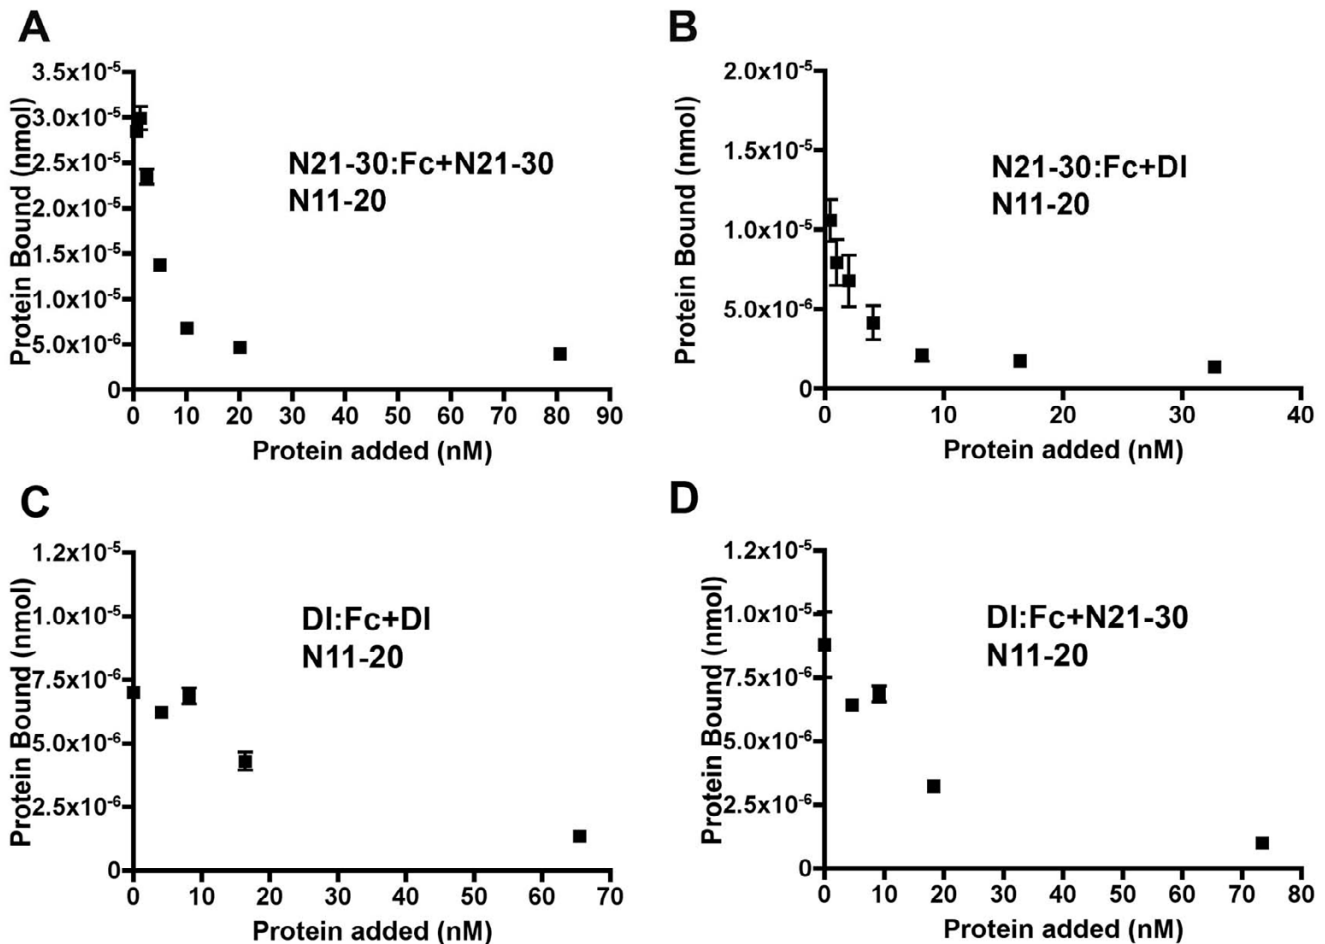 A
3.5x10-5
3.0x10-5
2.5x10-5
2.0x10-5
1.5x10-5
1.0x10-5
5.0x10-6
0
Protein Bound (nmol)
N21-30:Fc+N21-30
N11-20
0 10 20 30 40 50 60 70 80 90
Protein added (nM)
B
2.0x10-5
1.5x10-5
1.0x10-5
5.0x10-6
0
Protein Bound (nmol)
N21-30:Fc+Dl
N11-20
0 10 20 30 40
Protein added (nM)
C
1.2x10-5
1.0x10-5
7.5x10-6
5.0x10-6
2.5x10-6
0
Protein Bound (nmol)
Dl:Fc+Dl
N11-20
0 10 20 30 40 50 60 70
Protein added (nM)
D
1.2x10-5
1.0x10-5
7.5x10-6
5.0x10-6
2.5x10-6
0
Protein Bound (nmol)
Dl:Fc+N21-30
N11-20
0 10 20 30 40 50 60 70 80
Protein added (nM)